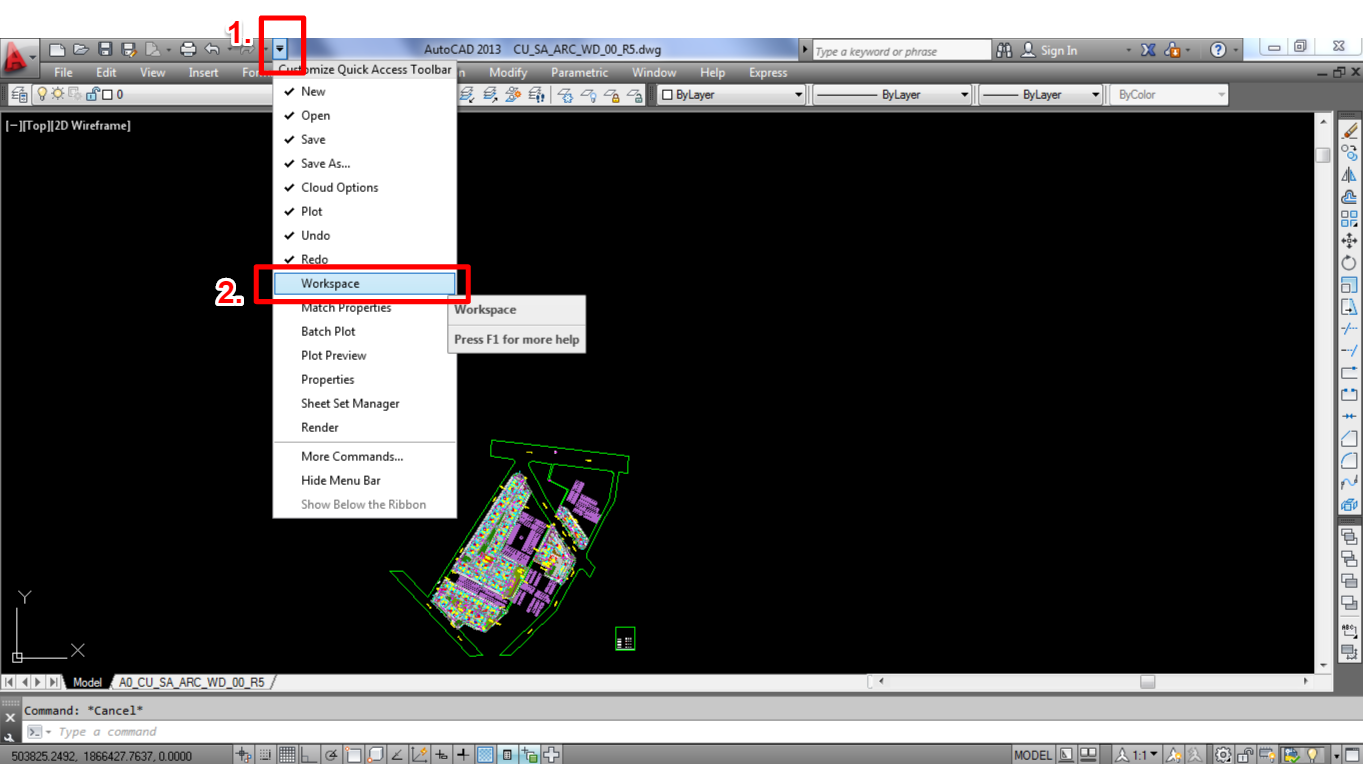 1.
AutoCAD 2013 CU_SA_ARC_WD_00_R5.dwg
Type a keyword or phrase
Sign In
File Edit View Insert Modify Parametric Window Help Express
0
ByLayer
ByLayer
ByLayer
ByColor
[−][Top][2D Wireframe]
Customize Quick Access Toolbar
New
Open
Save
Save As...
Cloud Options
Plot
Undo
Redo
2.
Workspace
Match Properties
Batch Plot
Plot Preview
Properties
Sheet Set Manager
Render
More Commands...
Hide Menu Bar
Show Below the Ribbon
Workspace
Press F1 for more help
Y
X
Model A0_CU_SA_ARC_WD_00_R5
Command: *Cancel*
Type a command
503825.2492, 1866427.7637, 0.0000
MODEL
1:1